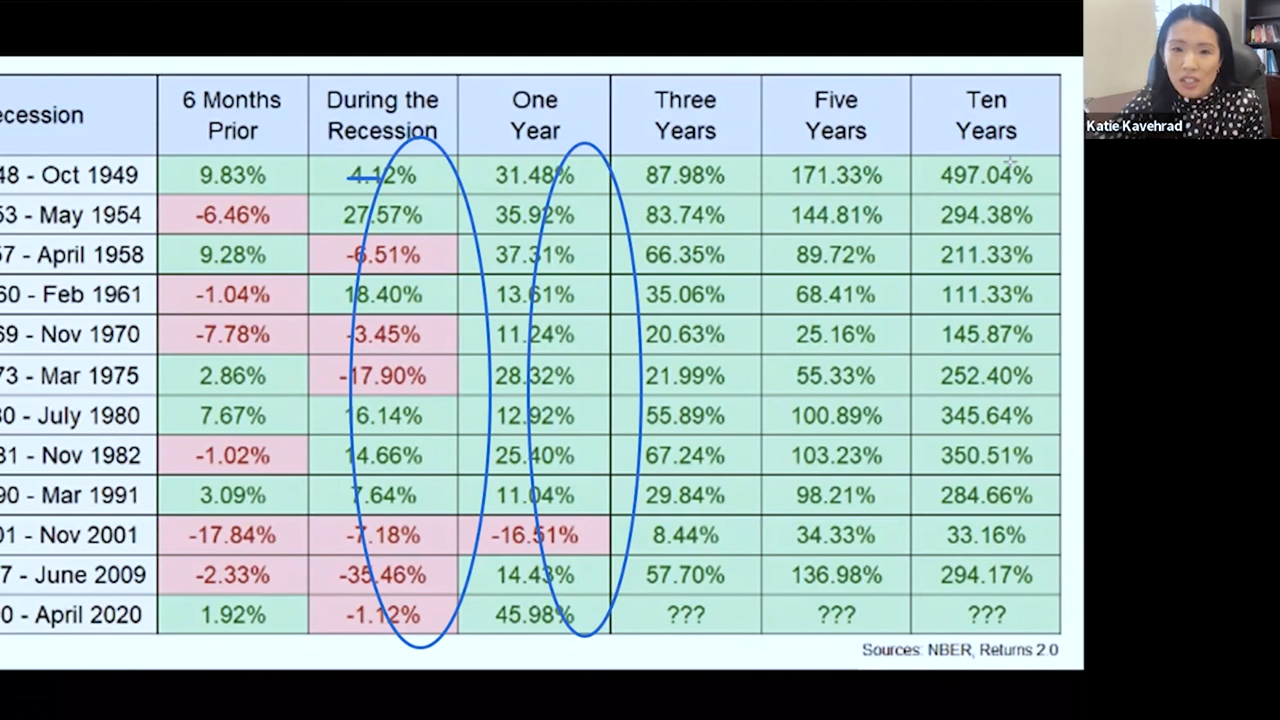 ecession 6 Months Prior During the Recession One Year Three Years Five Years Ten Years
48 - Oct 1949 9.83% 4.12% 31.48% 87.98% 171.33% 497.04%
53 - May 1954 -6.46% 27.57% 35.92% 83.74% 144.81% 294.38%
57 - April 1958 9.28% -6.51% 37.31% 66.35% 89.72% 211.33%
60 - Feb 1961 -1.04% 18.40% 13.61% 35.06% 68.41% 111.33%
69 - Nov 1970 -7.78% -3.45% 11.24% 20.63% 25.16% 145.87%
73 - Mar 1975 2.86% -17.90% 28.32% 21.99% 55.33% 252.40%
80 - July 1980 7.67% 16.14% 12.92% 55.89% 100.89% 345.64%
81 - Nov 1982 -1.02% 14.66% 25.40% 67.24% 103.23% 350.51%
90 - Mar 1991 3.09% 7.64% 11.04% 29.84% 98.21% 284.66%
01 - Nov 2001 -17.84% -7.18% -16.51% 8.44% 34.33% 33.16%
7 - June 2009 -2.33% -35.46% 14.43% 57.70% 136.98% 294.17%
0 - April 2020 1.92% -1.12% 45.98% ??? ??? ???
Sources: NBER, Returns 2.0
Katie Kavehrad